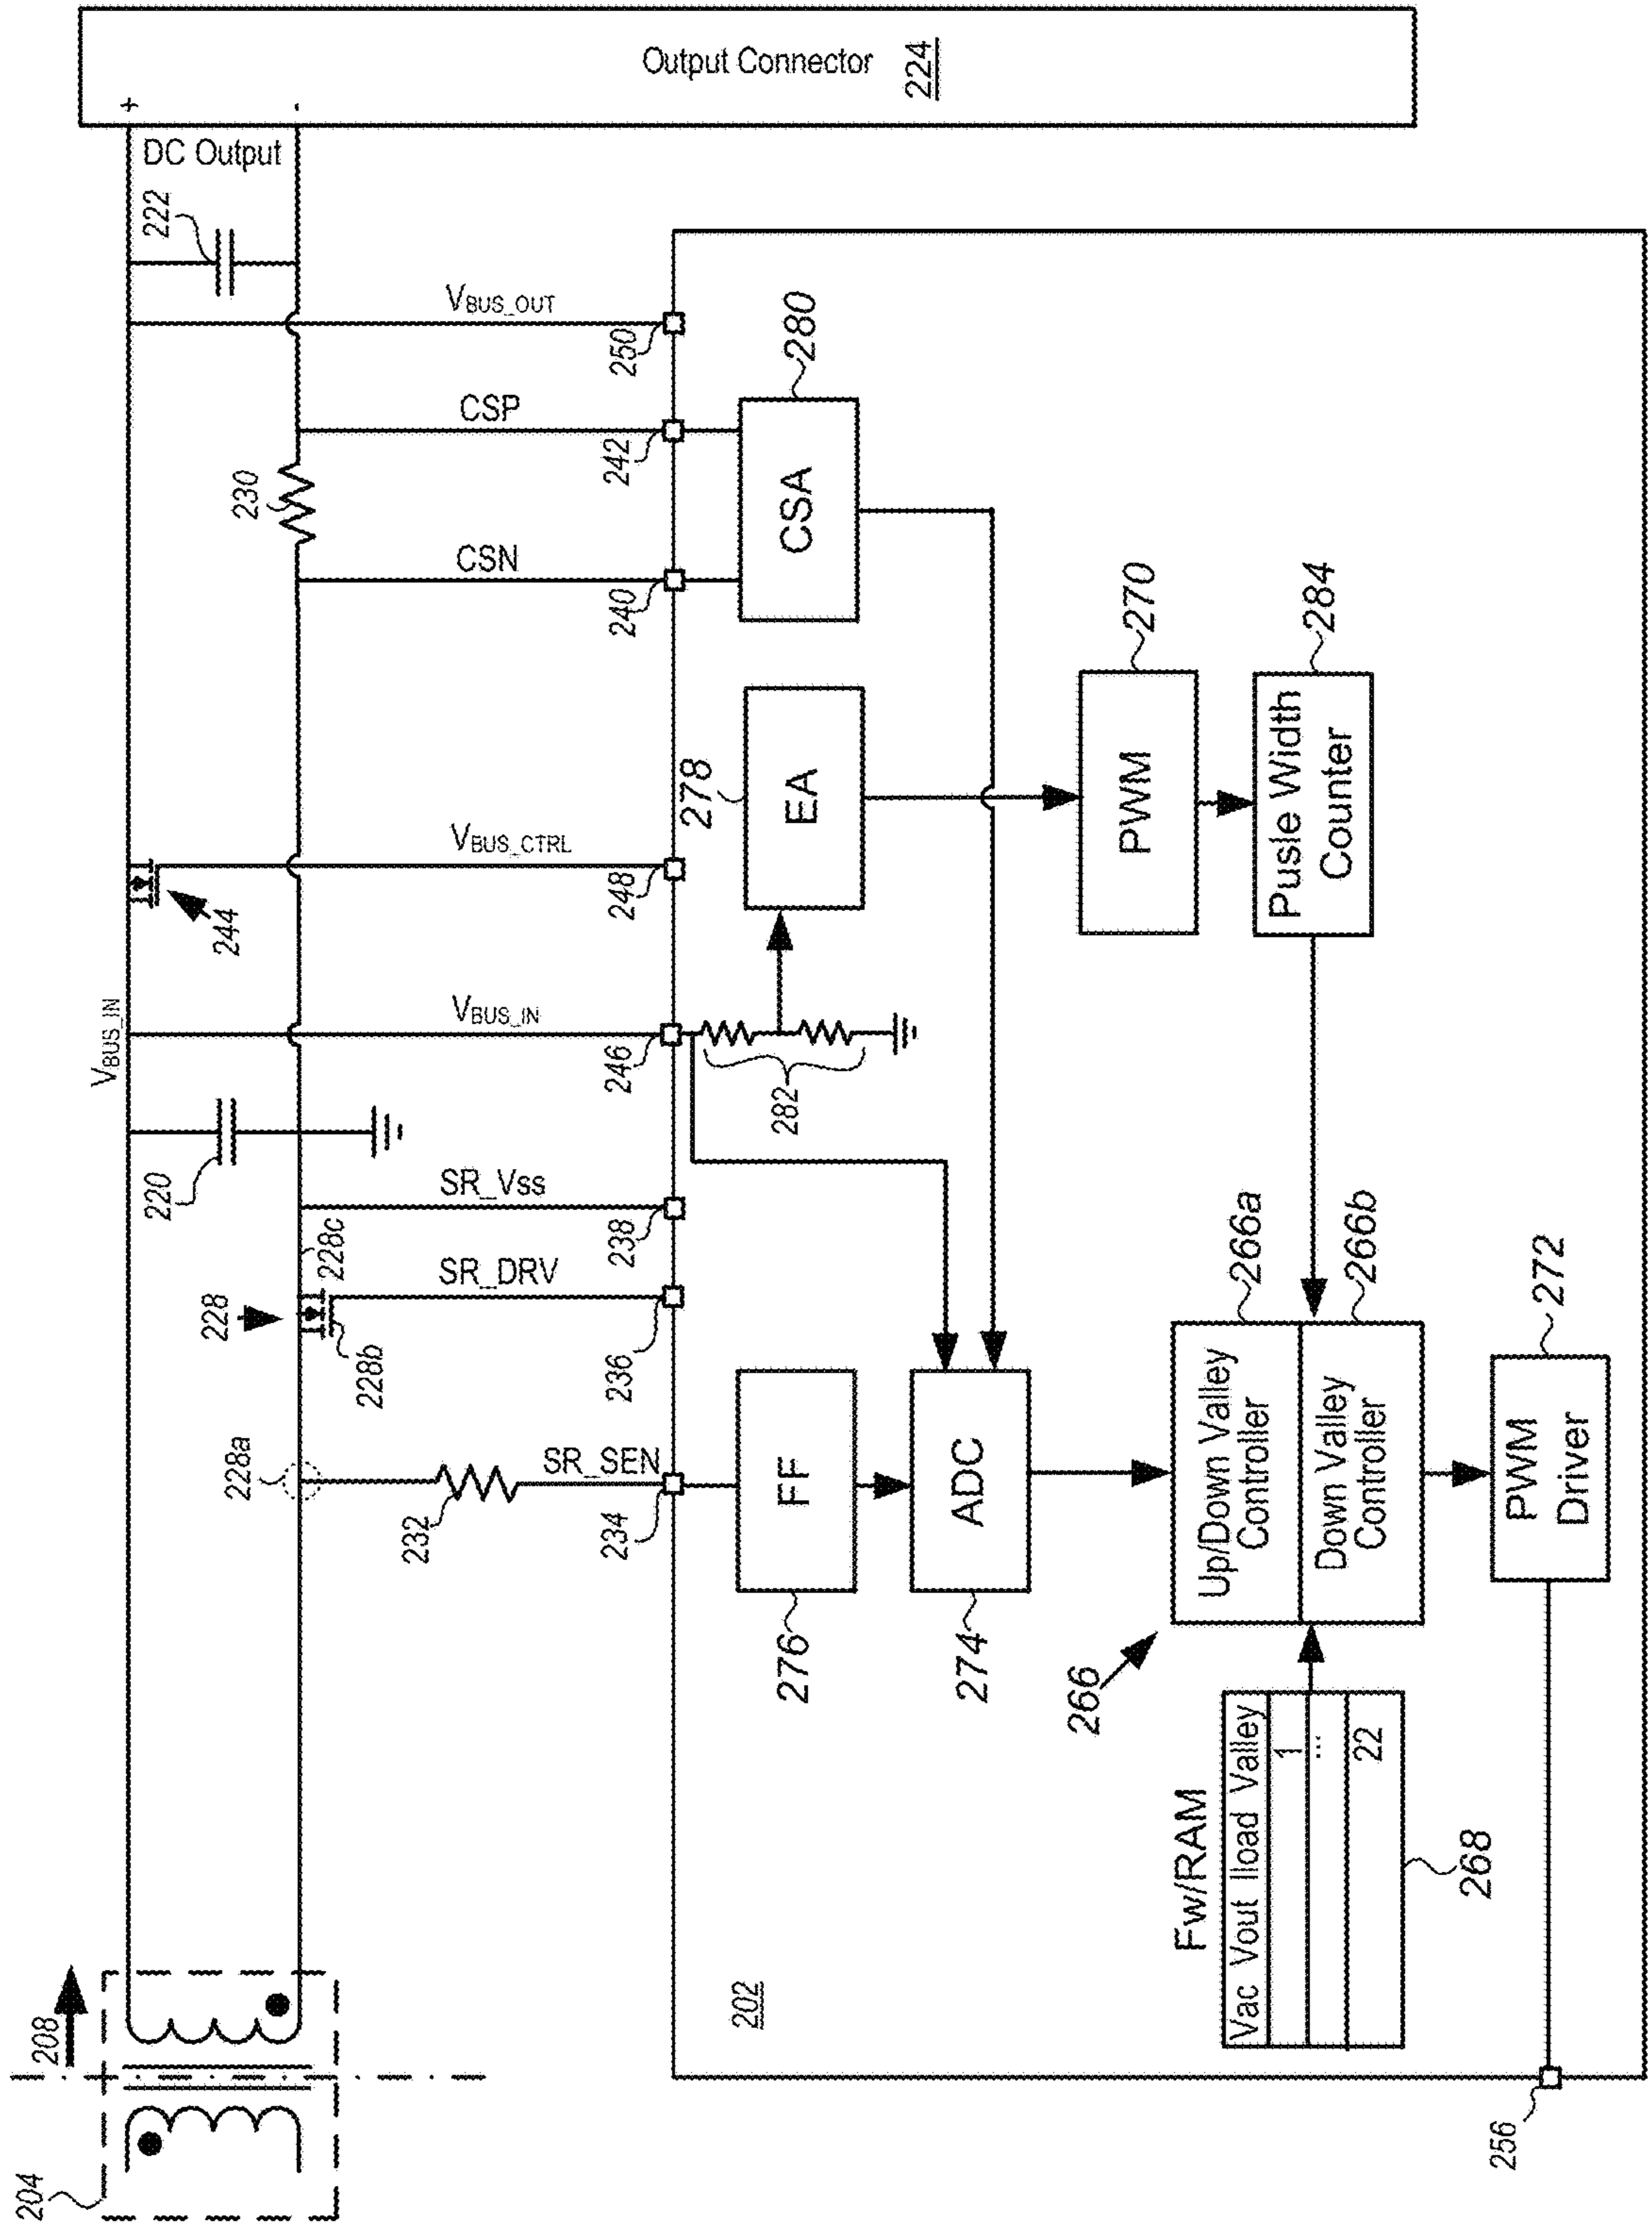 204
208
+
-
DC Output
Output Connector
224
222
VBUS_IN
220
244
230
228
228a
228b
228c
232
SR_SEN
SR_DRV
SR_Vss
VBUS_IN
VBUS_CTRL
CSN
CSP
VBUS_OUT
234
236
238
246
248
240
242
250
202
FF
276
282
278
EA
CSA
280
ADC
274
PWM
270
Pusle Width
Counter
284
266
Up/Down Valley
Controller
266a
Down Valley
Controller
266b
Fw/RAM
Vac Vout Iload Valley
1
...
22
268
PWM
Driver
272
256